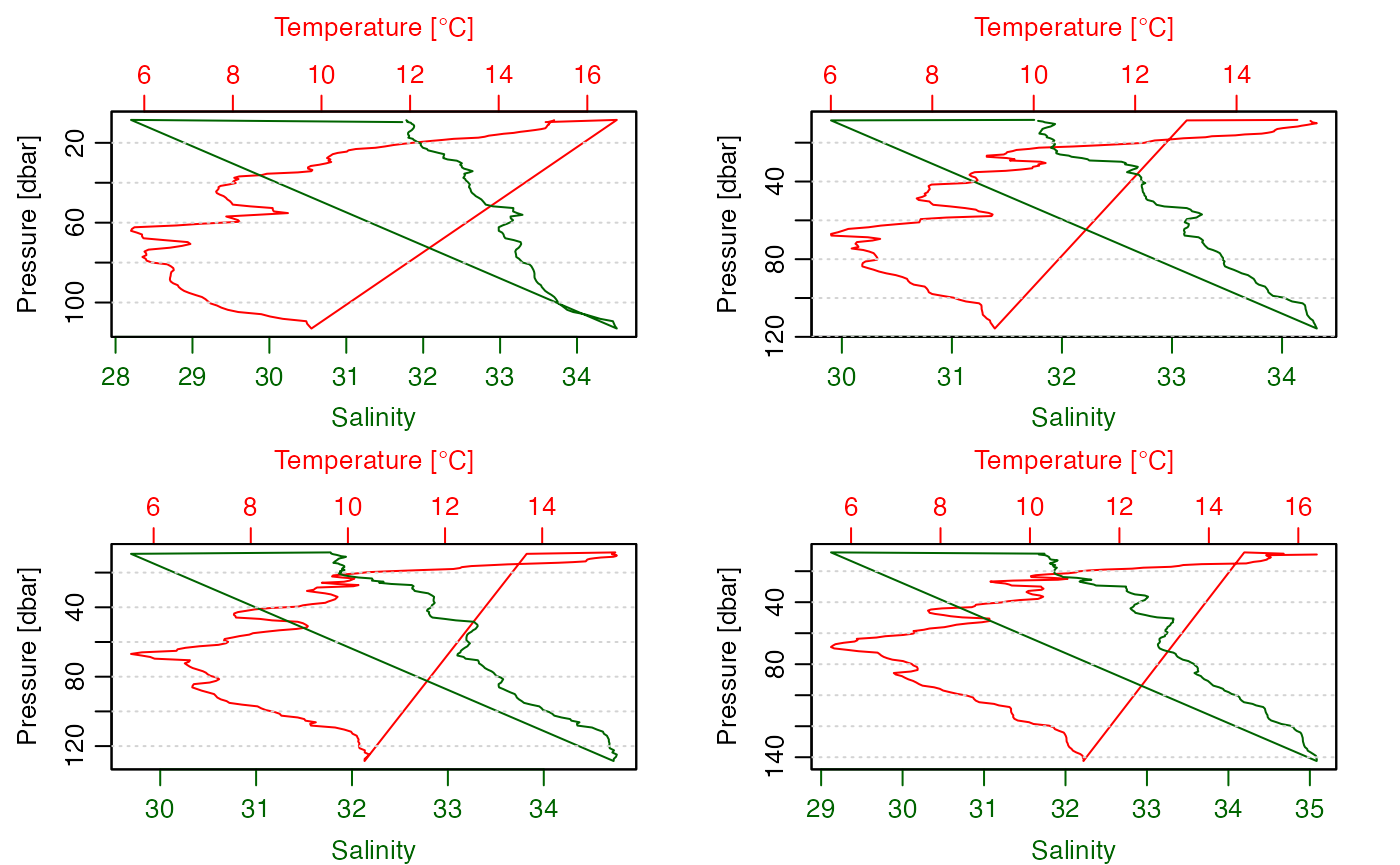 Temperature [°C]
6 8 10 12 14 16
Pressure [dbar]
20 60 100
28 29 30 31 32 33 34
Salinity
Temperature [°C]
6 8 10 12 14
Pressure [dbar]
40 80 120
30 31 32 33 34
Salinity
Temperature [°C]
6 8 10 12 14
Pressure [dbar]
40 80 120
30 31 32 33 34
Salinity
Temperature [°C]
6 8 10 12 14 16
Pressure [dbar]
40 80 140
29 30 31 32 33 34 35
Salinity